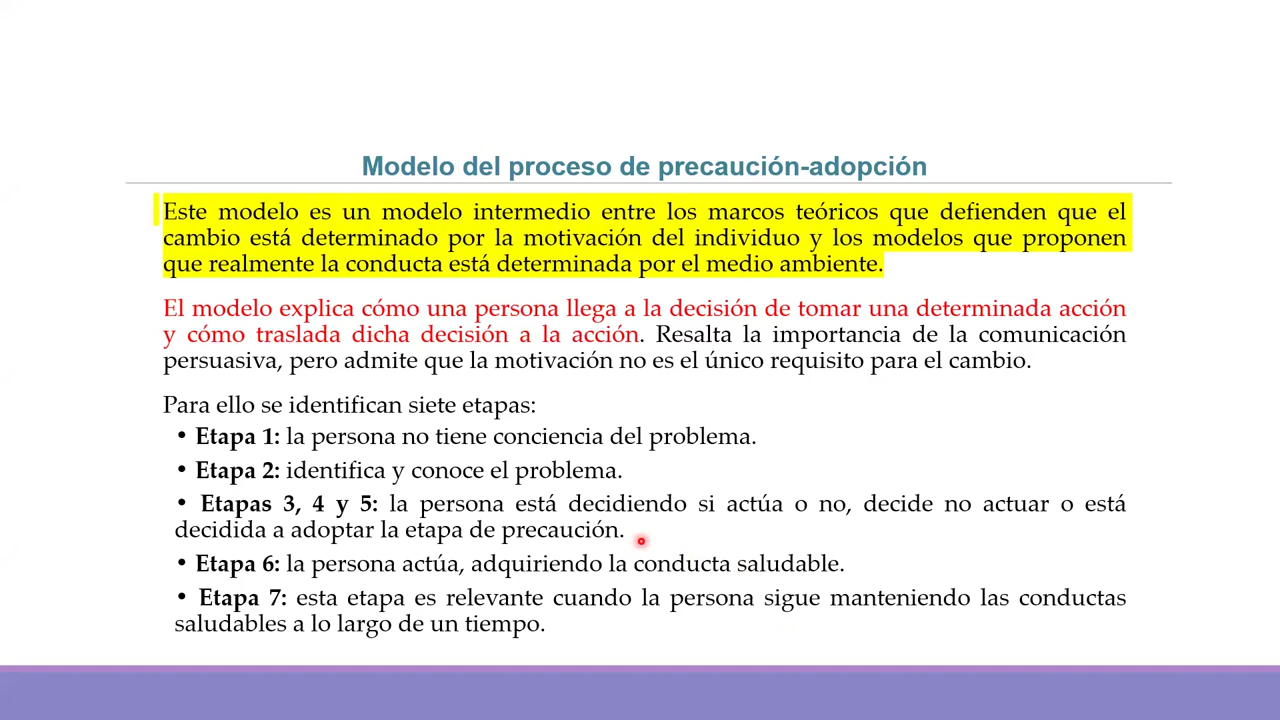 Modelo del proceso de precaución-adopción
Este modelo es un modelo intermedio entre los marcos teóricos que defienden que el
cambio está determinado por la motivación del individuo y los modelos que proponen
que realmente la conducta está determinada por el medio ambiente.
El modelo explica cómo una persona llega a la decisión de tomar una determinada acción
y cómo traslada dicha decisión a la acción. Resalta la importancia de la comunicación
persuasiva, pero admite que la motivación no es el único requisito para el cambio.
Para ello se identifican siete etapas:
• Etapa 1: la persona no tiene conciencia del problema.
• Etapa 2: identifica y conoce el problema.
• Etapas 3, 4 y 5: la persona está decidiendo si actúa o no, decide no actuar o está
decidida a adoptar la etapa de precaución.
• Etapa 6: la persona actúa, adquiriendo la conducta saludable.
• Etapa 7: esta etapa es relevante cuando la persona sigue manteniendo las conductas
saludables a lo largo de un tiempo.